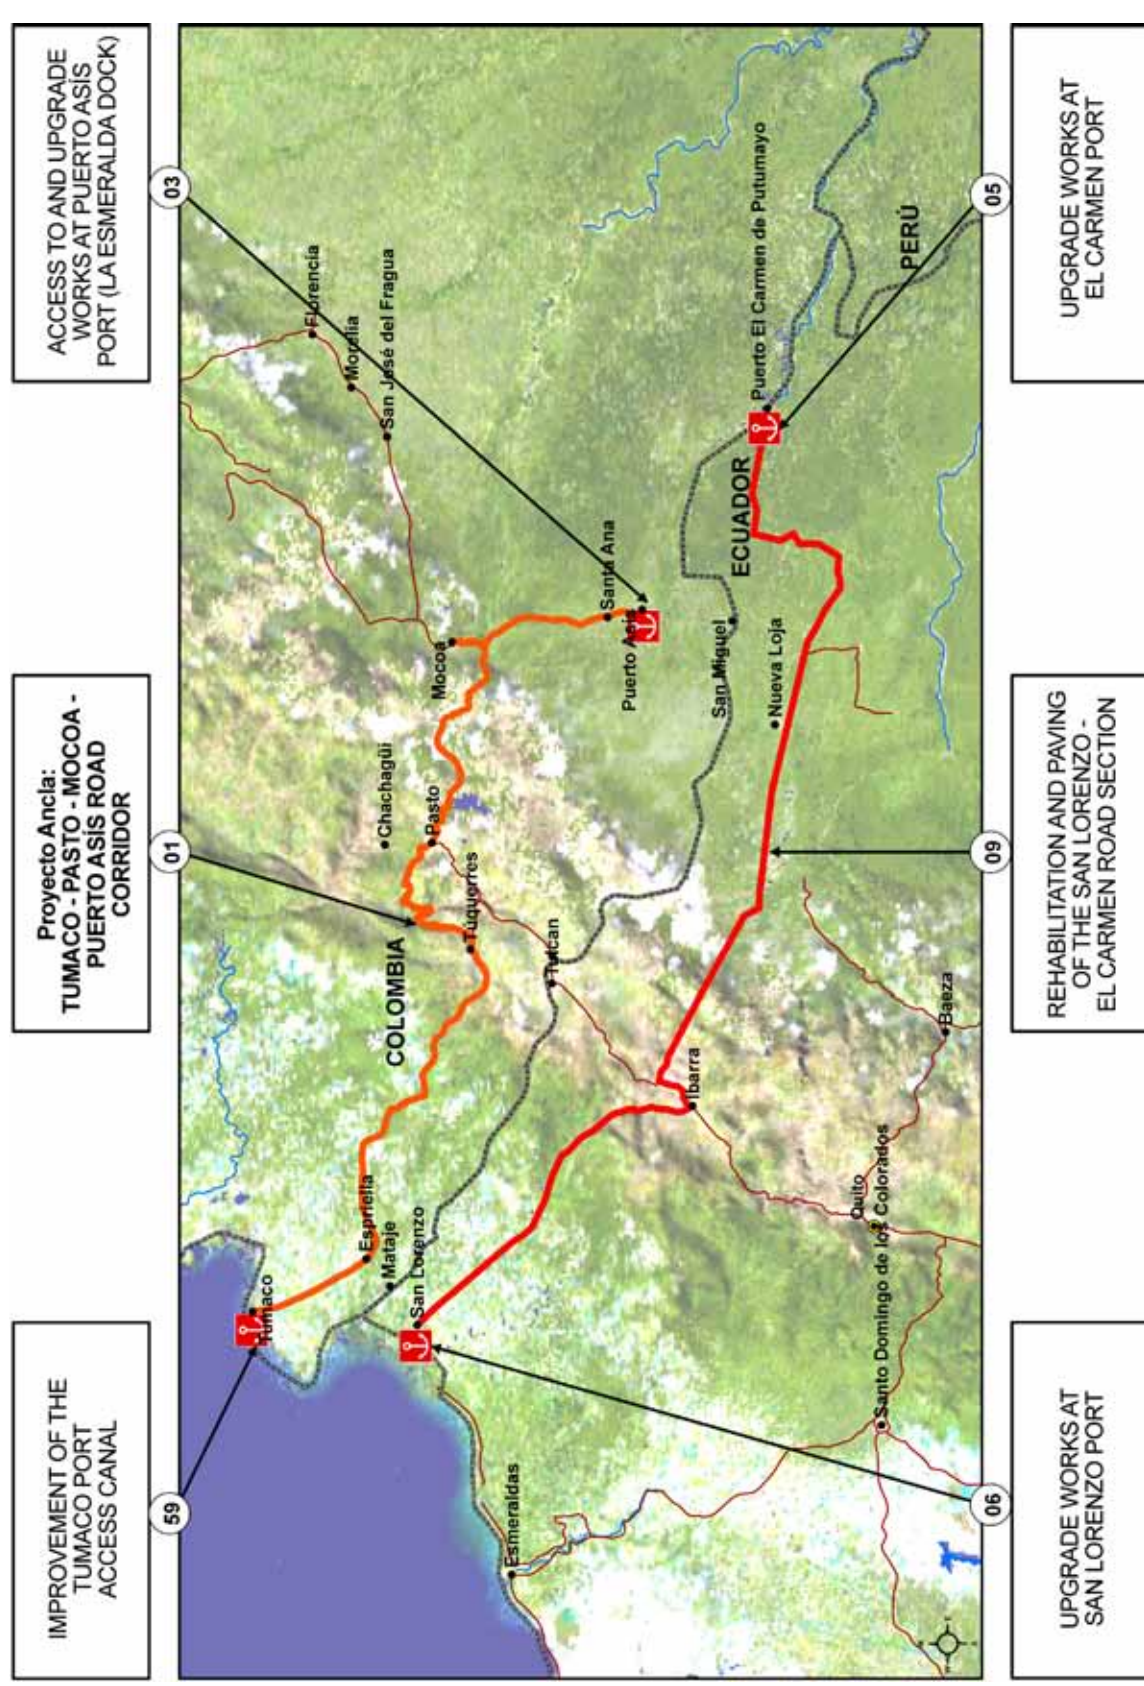 IMPROVEMENT OF THE
TUMACO PORT
ACCESS CANAL
59
Proyecto Ancla:
TUMACO - PASTO - MOCOA -
PUERTO ASÍS ROAD
CORRIDOR
01
ACCESS TO AND UPGRADE
WORKS AT PUERTO ASÍS
PORT (LA ESMERALDA DOCK)
03
Tumaco
Espriella
Mataje
San Lorenzo
Esmeraldas
COLOMBIA
Tuquerres
Pasto
Chachagüi
Mocoa
Florencia
Morelia
San José del Fragua
Santa Ana
Puerto Asis
Tulcan
Ibarra
San Miguel
Nueva Loja
ECUADOR
Puerto El Carmen de Putumayo
PERÚ
Quito
Santo Domingo de los Colorados
Baeza
06
UPGRADE WORKS AT
SAN LORENZO PORT
09
REHABILITATION AND PAVING
OF THE SAN LORENZO -
EL CARMEN ROAD SECTION
05
UPGRADE WORKS AT
EL CARMEN PORT